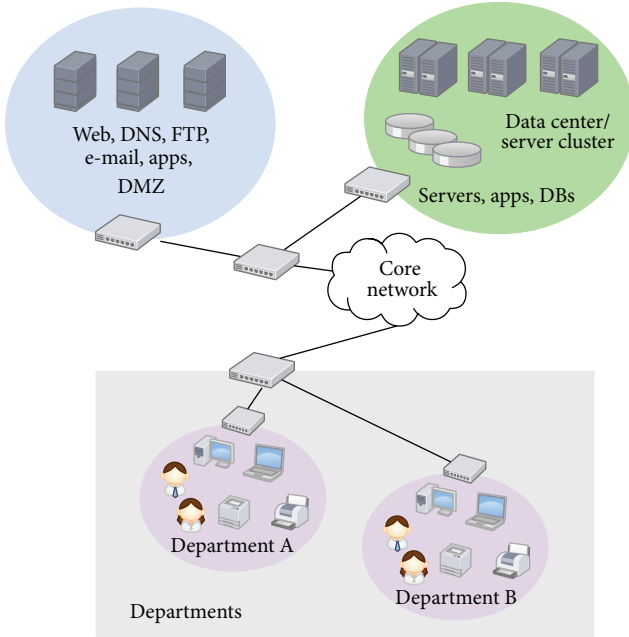 Web, DNS, FTP,
e-mail, apps,
DMZ
Data center/
server cluster
Servers, apps, DBs
Core
network
Department A
Department B
Departments